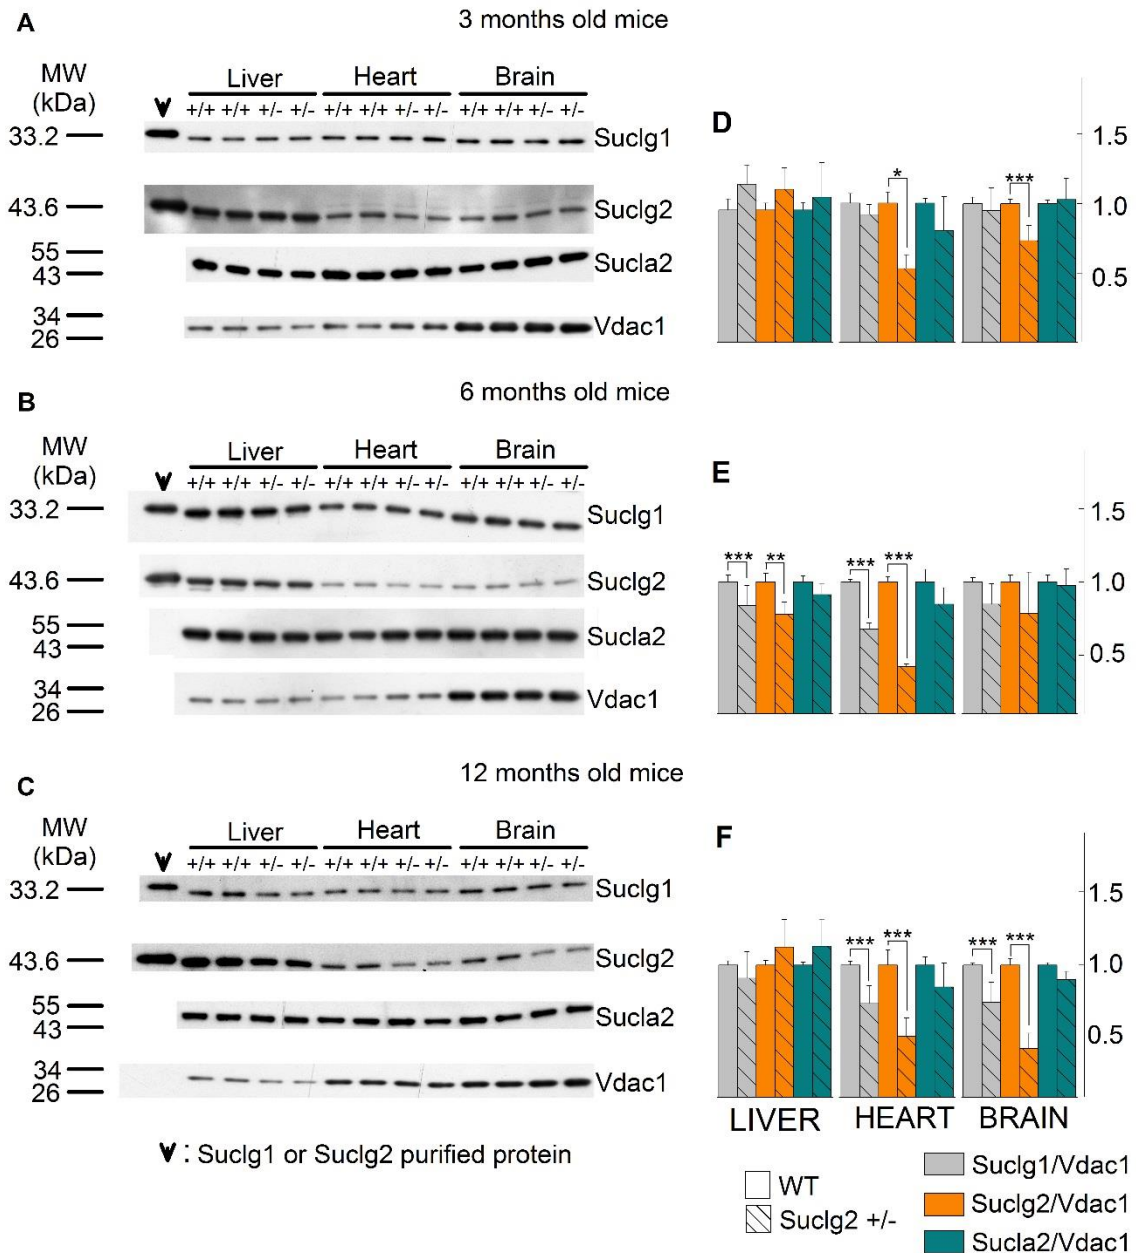 A
3 months old mice
MW
(kDa)
Liver Heart Brain
+/+ +/+ +/- +/- +/+ +/+ +/- +/- +/+ +/+ +/- +/-
33.2 Suclg1
43.6 Suclg2
55
43
Sucla2
34
26
Vdac1
D
1.5
1.0
0.5
* ***
B
6 months old mice
MW
(kDa)
Liver Heart Brain
+/+ +/+ +/- +/- +/+ +/+ +/- +/- +/+ +/+ +/- +/-
33.2 Suclg1
43.6 Suclg2
55
43
Sucla2
34
26
Vdac1
E
1.5
1.0
0.5
*** ** *** ***
C
12 months old mice
MW
(kDa)
Liver Heart Brain
+/+ +/+ +/- +/- +/+ +/+ +/- +/- +/+ +/+ +/- +/-
33.2 Suclg1
43.6 Suclg2
55
43
Sucla2
34
26
Vdac1
F
1.5
1.0
0.5
*** *** *** ***
LIVER HEART BRAIN
: Suclg1 or Suclg2 purified protein
WT
Suclg2 +/-
Suclg1/Vdac1
Suclg2/Vdac1
Sucla2/Vdac1